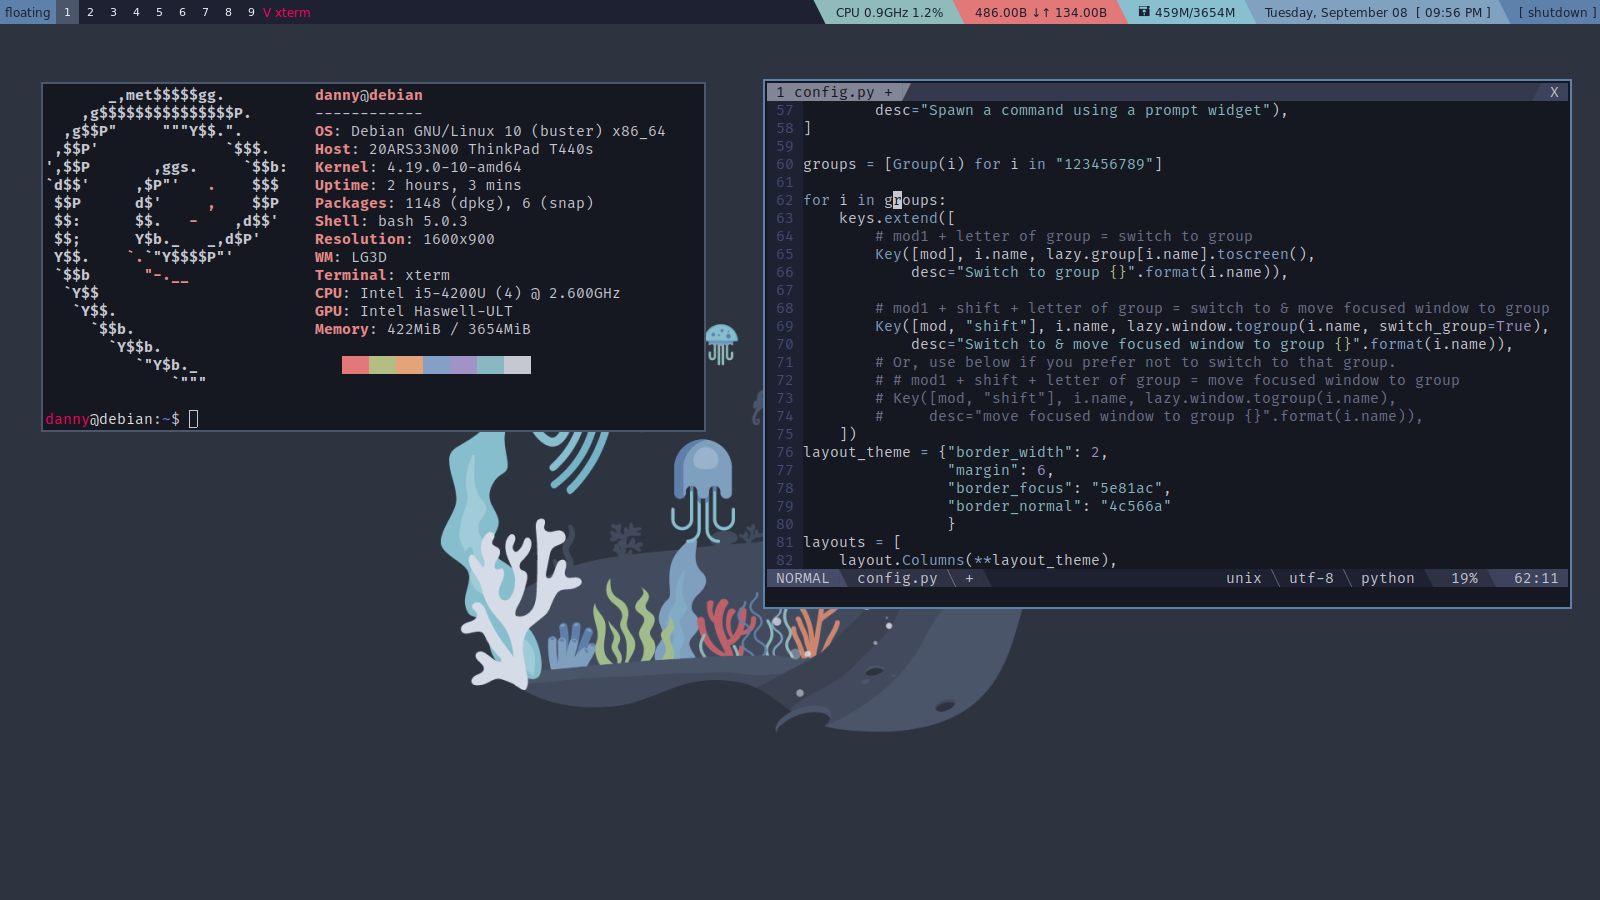 floating 1 2 3 4 5 6 7 8 9 V xterm CPU 0.9GHz 1.2% 486.00B ↓↑ 134.00B 459M/3654M Tuesday, September 08 [ 09:56 PM ] [ shutdown ]
       _,met$$$$$gg.
    ,g$$$$$$$$$$$$$$$P.
  ,g$$P"     """Y$$.".
 ,$$P'              `$$$.
',$$P       ,ggs.     `$$b:
`d$$'     ,$P"'   .    $$$
 $$P      d$'     ,    $$P
 $$:      $$.   -    ,d$$'
 $$;      Y$b._   _,d$P'
 Y$$.    `.`"Y$$$$P"'
 `$$b      "-.__
  `Y$$
   `Y$$.
     `$$b.
       `Y$$b.
          `"Y$b._
              `"""
danny@debian
------------
OS: Debian GNU/Linux 10 (buster) x86_64
Host: 20ARS33N00 ThinkPad T440s
Kernel: 4.19.0-10-amd64
Uptime: 2 hours, 3 mins
Packages: 1148 (dpkg), 6 (snap)
Shell: bash 5.0.3
Resolution: 1600x900
WM: LG3D
Terminal: xterm
CPU: Intel i5-4200U (4) @ 2.600GHz
GPU: Intel Haswell-ULT
Memory: 422MiB / 3654MiB
danny@debian:~$
1 config.py + X
57         desc="Spawn a command using a prompt widget"),
58 ]
59
60 groups = [Group(i) for i in "123456789"]
61
62 for i in groups:
63     keys.extend([
64         # mod1 + letter of group = switch to group
65         Key([mod], i.name, lazy.group[i.name].toscreen(),
66             desc="Switch to group {}".format(i.name)),
67
68         # mod1 + shift + letter of group = switch to & move focused window to group
69         Key([mod, "shift"], i.name, lazy.window.togroup(i.name, switch_group=True),
70             desc="Switch to & move focused window to group {}".format(i.name)),
71         # Or, use below if you prefer not to switch to that group.
72         # # mod1 + shift + letter of group = move focused window to group
73         # Key([mod, "shift"], i.name, lazy.window.togroup(i.name),
74         #     desc="move focused window to group {}".format(i.name)),
75     ])
76 layout_theme = {"border_width": 2,
77                 "margin": 6,
78                 "border_focus": "5e81ac",
79                 "border_normal": "4c566a"
80                 }
81 layouts = [
82     layout.Columns(**layout_theme),
NORMAL config.py + unix utf-8 python 19% 62:11